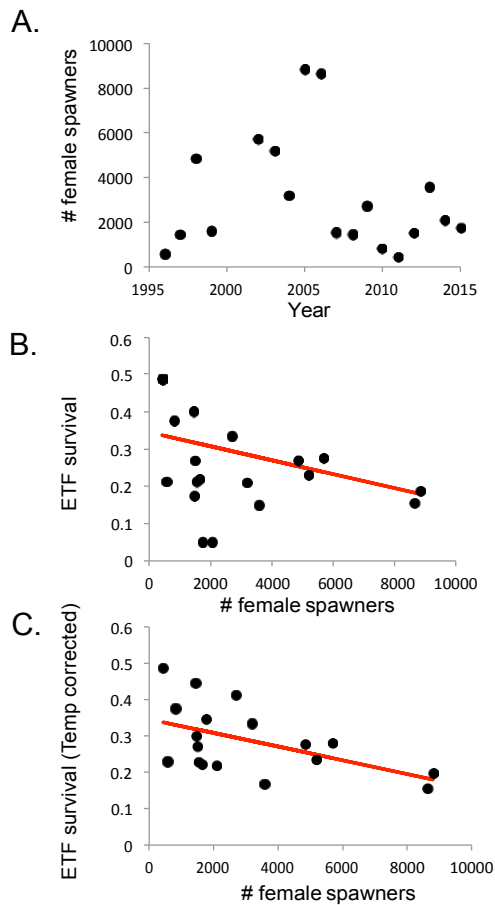 A.
# female spawners
10000
8000
6000
4000
2000
0
1995 2000 2005 2010 2015
Year
B.
ETF survival
0.6
0.5
0.4
0.3
0.2
0.1
0
0 2000 4000 6000 8000 10000
# female spawners
C.
ETF survival (Temp corrected)
0.6
0.5
0.4
0.3
0.2
0.1
0
0 2000 4000 6000 8000 10000
# female spawners